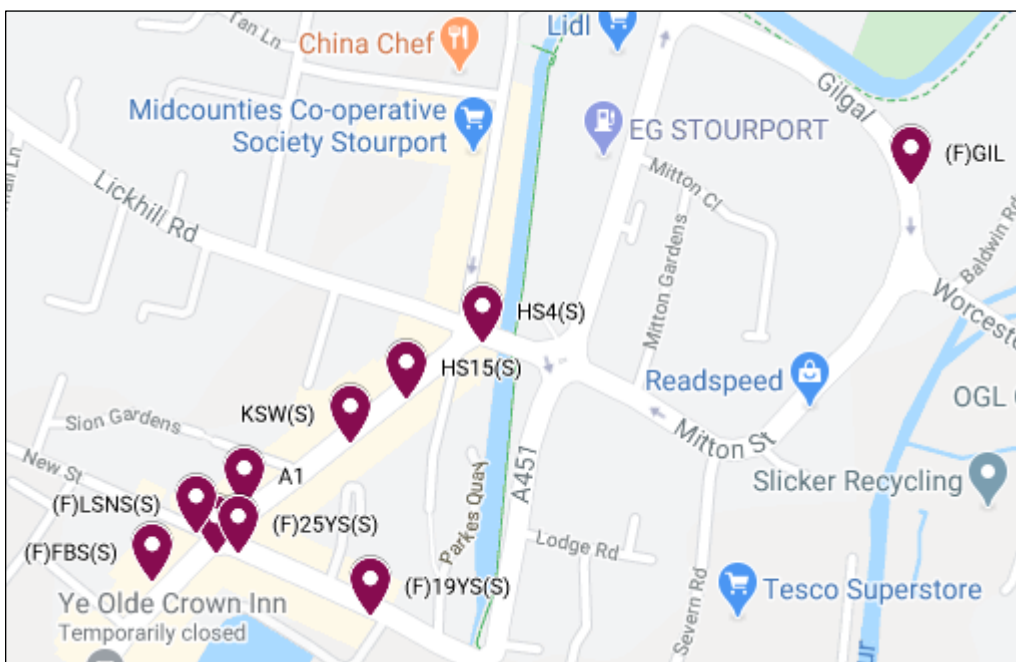 Tan Ln
China Chef
Lidl
Midcounties Co-operative
Society Stourport
EG STOURPORT
Gilgal
(F)GIL
Lickhill Rd
Mitton Cl
Mitton Gardens
Baldwin Rd
Worcester
HS4(S)
HS15(S)
Readspeed
OGL
KSW(S)
Mitton St
Sion Gardens
New St
A1
A451
Parkes Quay
Slicker Recycling
(F)LSNS(S)
(F)25YS(S)
(F)FBS(S)
Lodge Rd
(F)19YS(S)
Severn Rd
Tesco Superstore
Ye Olde Crown Inn
Temporarily closed